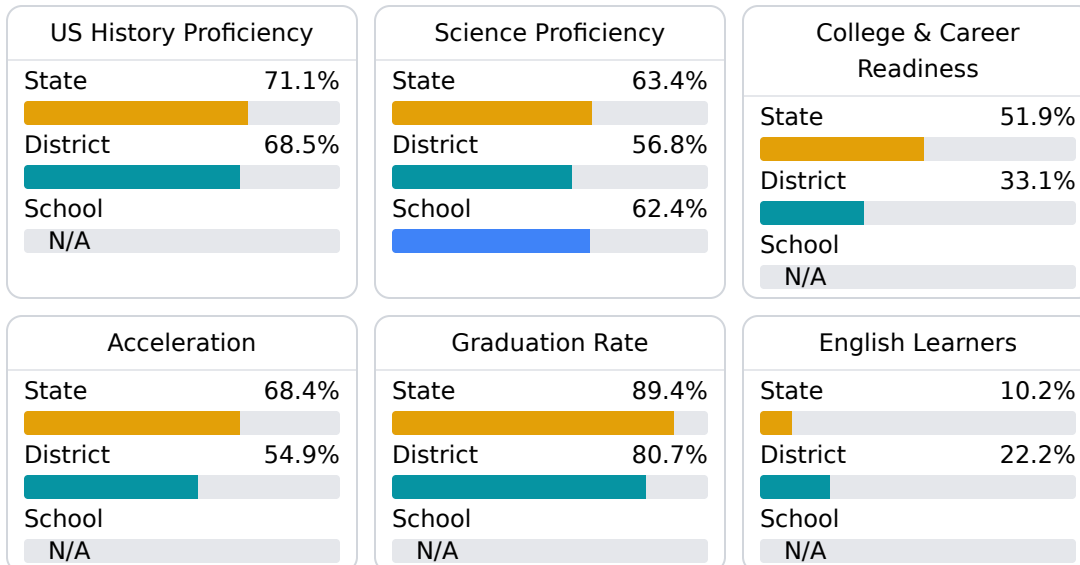 US History Proficiency
State 71.1%
District 68.5%
School
N/A
Science Proficiency
State 63.4%
District 56.8%
School 62.4%
College & Career
Readiness
State 51.9%
District 33.1%
School
N/A
Acceleration
State 68.4%
District 54.9%
School
N/A
Graduation Rate
State 89.4%
District 80.7%
School
N/A
English Learners
State 10.2%
District 22.2%
School
N/A